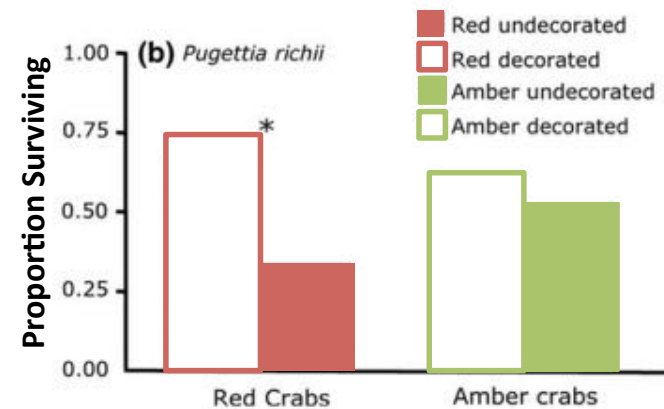 (b) Pugettia richii
Red undecorated
Red decorated
Amber undecorated
Amber decorated
Proportion Surviving
1.00
0.75
0.50
0.25
0.00
*
Red Crabs
Amber crabs